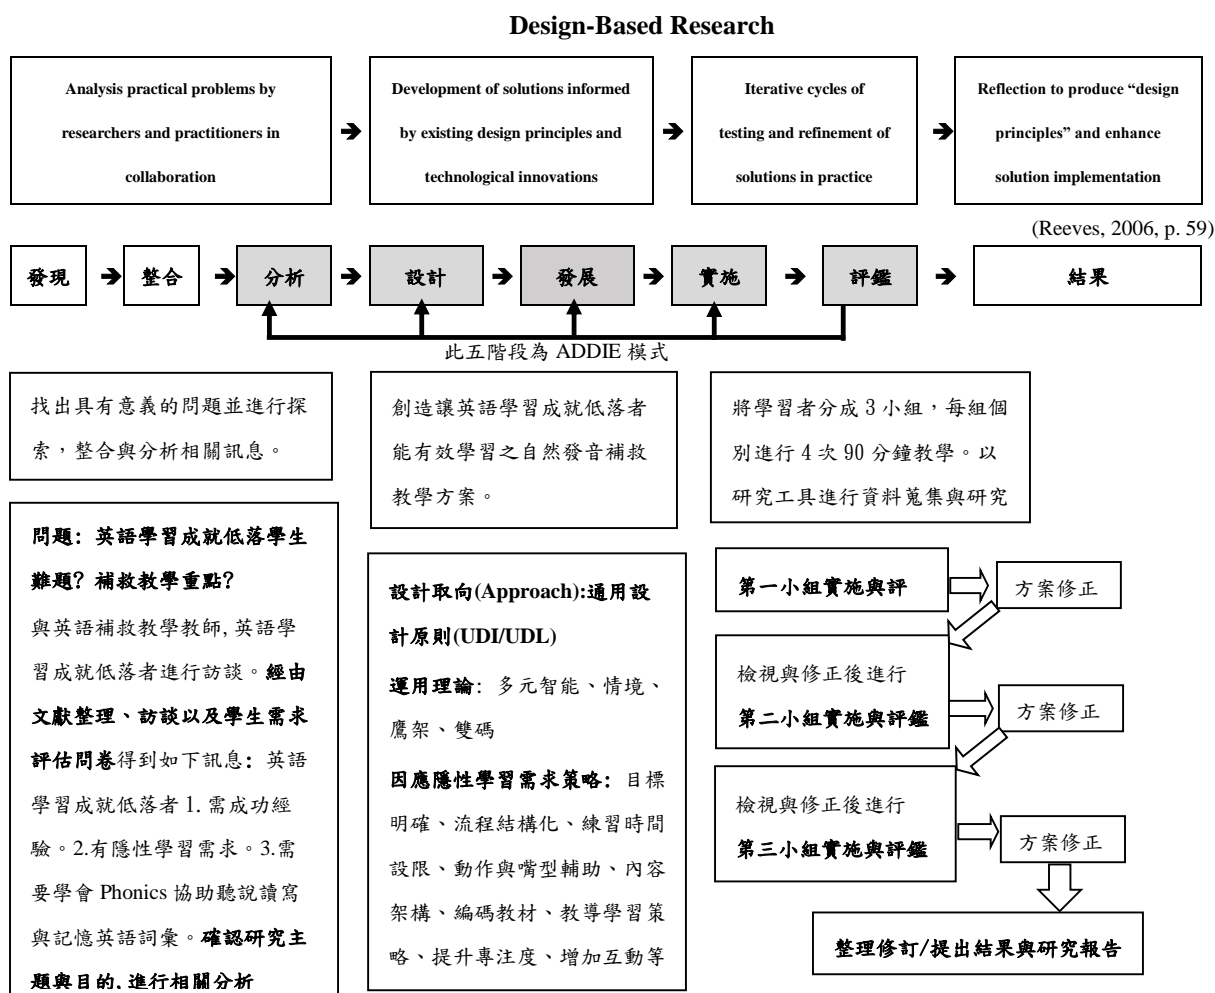 Design-Based Research
Analysis practical problems by
researchers and practitioners in
collaboration
Development of solutions informed
by existing design principles and
technological innovations
Iterative cycles of
testing and refinement of
solutions in practice
Reflection to produce “design
principles” and enhance
solution implementation
(Reeves, 2006, p. 59)
發現
整合
分析
設計
發展
實施
評鑑
結果
此五階段為 ADDIE 模式
找出具有意義的問題並進行探
索，整合與分析相關訊息。
問題: 英語學習成就低落學生
難題? 補救教學重點?
與英語補救教學教師, 英語學
習成就低落者進行訪談。經由
文獻整理、訪談以及學生需求
評估問卷得到如下訊息: 英語
學習成就低落者 1. 需成功經
驗。2.有隱性學習需求。3.需
要學會 Phonics 協助聽說讀寫
與記憶英語詞彙。確認研究主
題與目的, 進行相關分析
創造讓英語學習成就低落者
能有效學習之自然發音補救
教學方案。
設計取向(Approach):通用設
計原則(UDI/UDL)
運用理論: 多元智能、情境、
鷹架、雙碼
因應隱性學習需求策略: 目標
明確、流程結構化、練習時間
設限、動作與嘴型輔助、內容
架構、編碼教材、教導學習策
略、提升專注度、增加互動等
將學習者分成 3 小組，每組個
別進行 4 次 90 分鐘教學。以
研究工具進行資料蒐集與研究
第一小組實施與評
方案修正
檢視與修正後進行
第二小組實施與評鑑
方案修正
檢視與修正後進行
第三小組實施與評鑑
方案修正
整理修訂/提出結果與研究報告